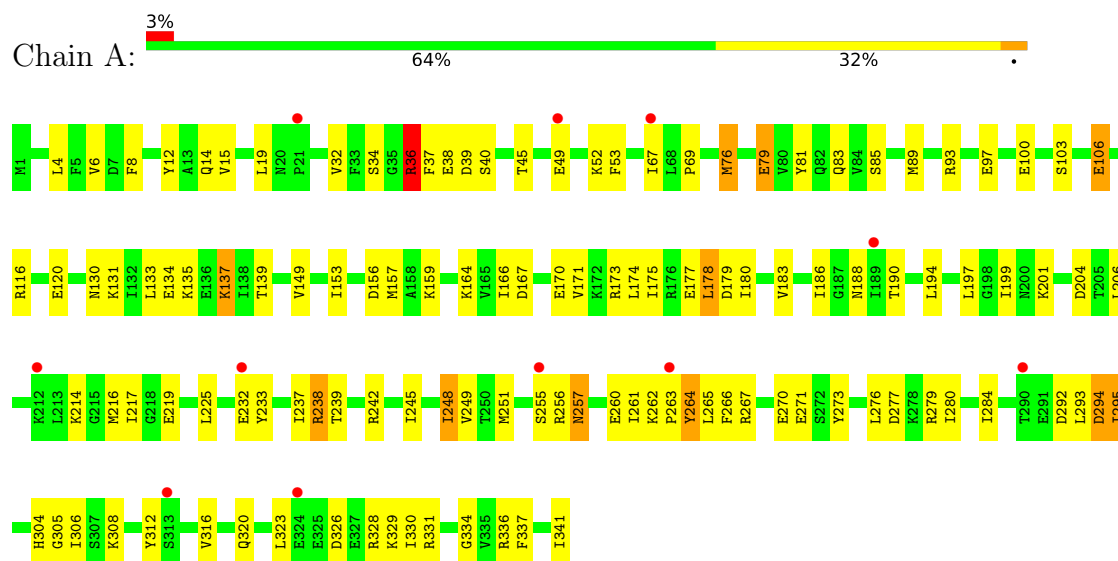 3%
Chain A:
64% 32% •
M1 L4 F5 V6 D7 F8 Y12 A13 Q14 V15 L19 N20 P21 V32 F33 S34 G35 R36 F37 E38 D39 S40 T45 E49 K52 F53 I67 L68 P69 M76 E79 V80 Y81 Q82 Q83 V84 S85 M89 R93 E97 E100 S103 E106
R116 E120 N130 K131 I132 L133 E134 K135 E136 K137 I138 T139 V149 I153 D156 M157 A158 K159 K164 V165 I166 D167 E170 V171 K172 R173 L174 I175 R176 E177 L178 D179 I180 V183 I186 G187 N188 I189 T190 L194 L197 G198 I199 N200 K201 D204 T205
K212 L213 K214 G215 M216 I217 G218 E219 L225 E232 Y233 I237 R238 T239 R242 I245 I248 V249 T250 M251 S255 R256 N257 E260 I261 K262 P263 Y264 L265 F266 R267 E270 E271 S272 Y273 L276 D277 K278 R279 I280 I284 T290 E291 D292 L293 D294
H304 G305 I306 S307 K308 Y312 S313 V316 Q320 L323 E324 E325 D326 E327 R328 K329 I330 R331 G334 V335 R336 F337 I341